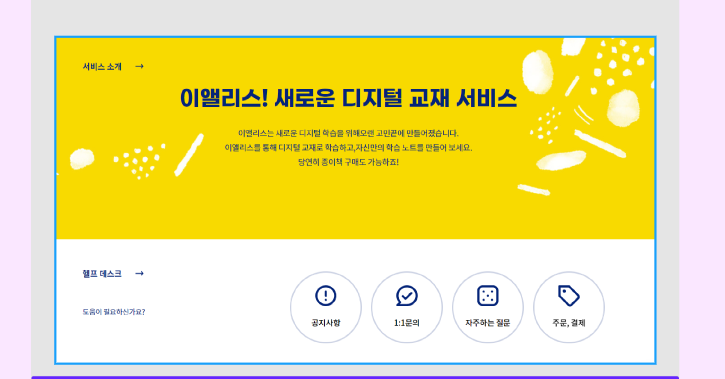 서비스 소개 →
이앨리스! 새로운 디지털 교재 서비스
이앨리스는 새로운 디지털 학습을 위해오랜 고민끝에 만들어졌습니다.
이앨리스를 통해 디지털 교재로 학습하고,자신만의 학습 노트를 만들어 보세요.
당연히 종이책 구매도 가능하죠!
헬프 데스크 →
도움이 필요하신가요?
공지사항
1:1문의
자주하는 질문
주문, 결제